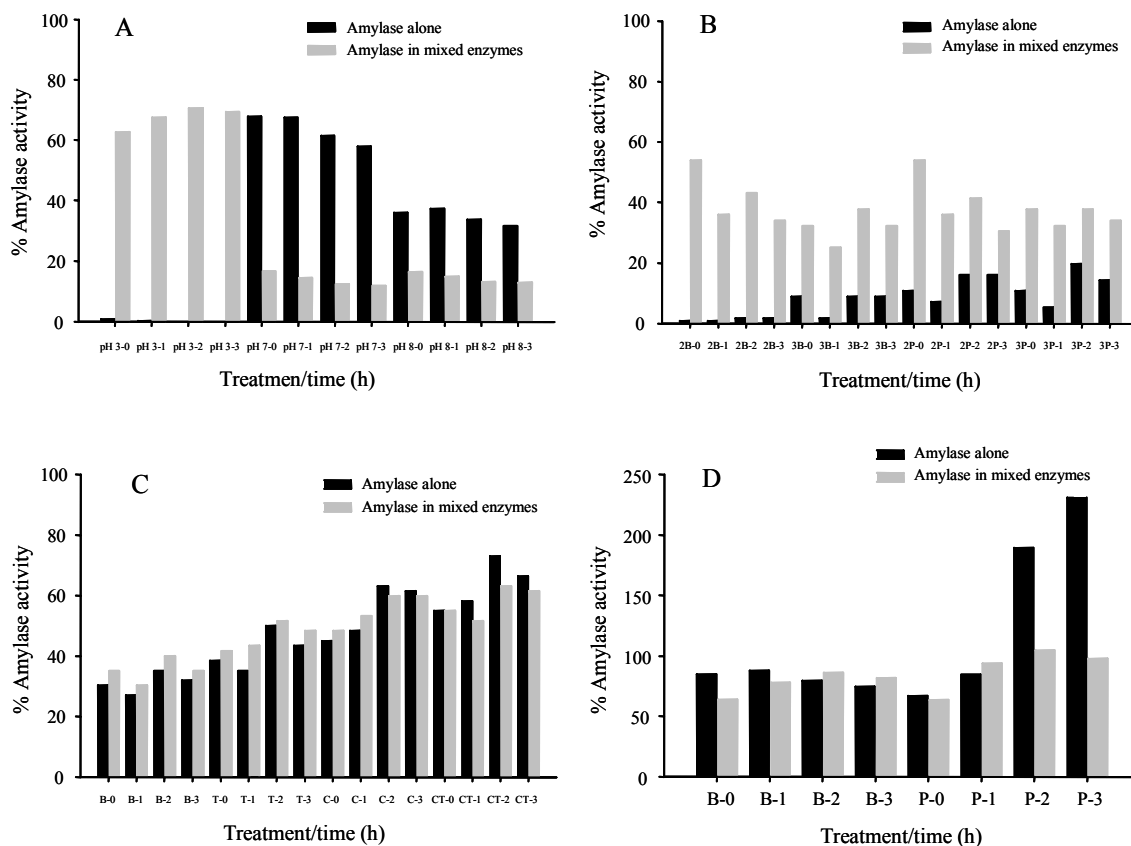 A
Amylase alone
Amylase in mixed enzymes
% Amylase activity
100
80
60
40
20
0
pH 3-0 pH 3-1 pH 3-2 pH 3-3 pH 7-0 pH 7-1 pH 7-2 pH 7-3 pH 8-0 pH 8-1 pH 8-2 pH 8-3
Treatmen/time (h)
B
Amylase alone
Amylase in mixed enzymes
% Amylase activity
100
80
60
40
20
0
2B-0 2B-1 2B-2 2B-3 3B-0 3B-1 3B-2 3B-3 2P-0 2P-1 2P-2 2P-3 3P-0 3P-1 3P-2 3P-3
Treatment/time (h)
C
Amylase alone
Amylase in mixed enzymes
% Amylase activity
100
80
60
40
20
0
B-0 B-1 B-2 B-3 T-0 T-1 T-2 T-3 C-0 C-1 C-2 C-3 CT-0 CT-1 CT-2 CT-3
Treatment/time (h)
D
Amylase alone
Amylase in mixed enzymes
% Amylase activity
250
200
150
100
50
0
B-0 B-1 B-2 B-3 P-0 P-1 P-2 P-3
Treatment/time (h)